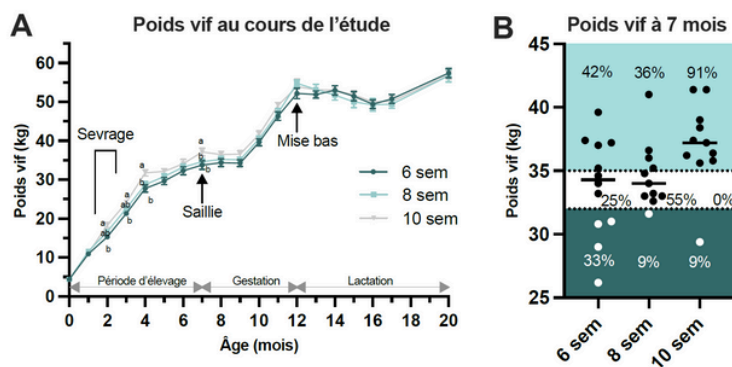 A
Poids vif au cours de l’étude
Poids vif (kg)
60
50
40
30
20
10
0
Sevrage
a
ab
b
a
ab
b
a
b
b
a
b
b
Saillie
Mise bas
6 sem
8 sem
10 sem
Période d’élevage
Gestation
Lactation
0 2 4 6 8 10 12 14 16 18 20
Âge (mois)
B
Poids vif à 7 mois
Poids vif (kg)
45
40
35
30
25
42% 36% 91%
25% 55% 0%
33% 9% 9%
6 sem
8 sem
10 sem